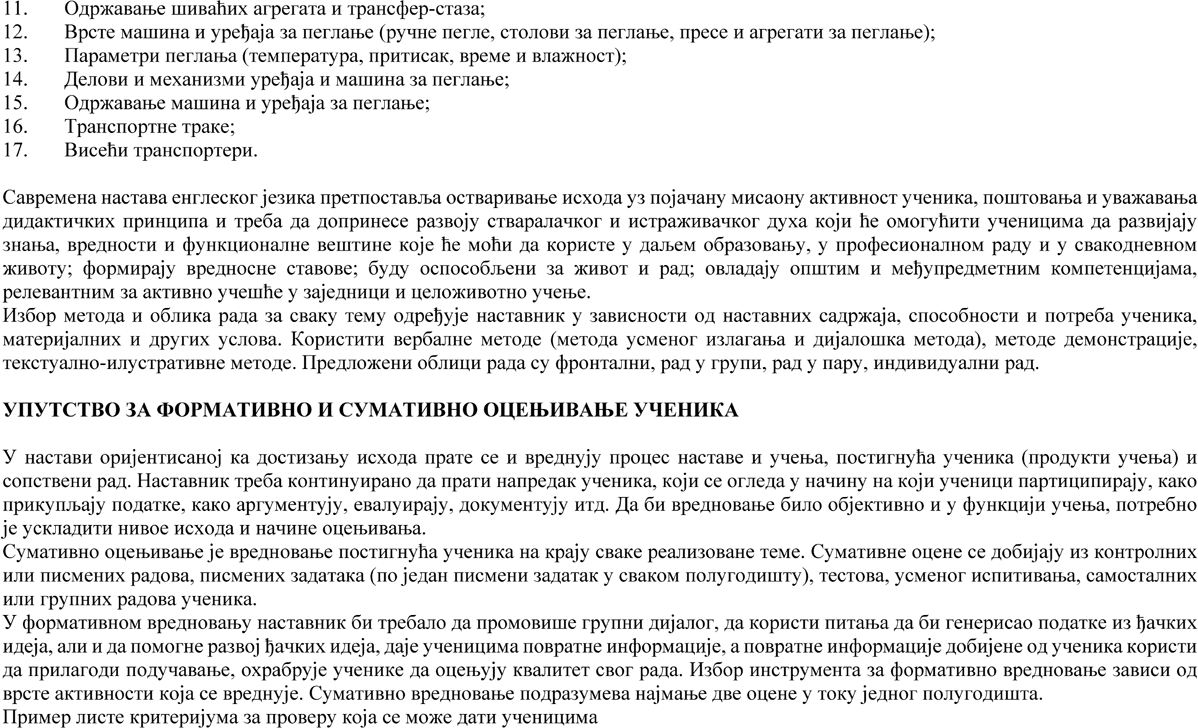 11. Одржавање шиваћих агрегата и трансфер-стаза;
12. Врсте машина и уређаја за пеглање (ручне пегле, столови за пеглање, пресе и агрегати за пеглање);
13. Параметри пеглања (температура, притисак, време и влажност);
14. Делови и механизми уређаја и машина за пеглање;
15. Одржавање машина и уређаја за пеглање;
16. Транспортне траке;
17. Висећи транспортери.
Савремена настава енглеског језика претпоставља остваривање исхода уз појачану мисаону активност ученика, поштовања и уважавања
дидактичких принципа и треба да допринесе развоју стваралачког и истраживачког духа који ће омогућити ученицима да развијају
знања, вредности и функционалне вештине које ће моћи да користе у даљем образовању, у професионалном раду и у свакодневном
животу; формирају вредносне ставове; буду оспособљени за живот и рад; овладају општим и међупредметним компетенцијама,
релевантним за активно учешће у заједници и целоживотно учење.
Избор метода и облика рада за сваку тему одређује наставник у зависности од наставних садржаја, способности и потреба ученика,
материјалних и других услова. Користити вербалне методе (метода усменог излагања и дијалошка метода), методе демонстрације,
текстуално-илустративне методе. Предложени облици рада су фронтални, рад у групи, рад у пару, индивидуални рад.
УПУТСТВО ЗА ФОРМАТИВНО И СУМАТИВНО ОЦЕЊИВАЊЕ УЧЕНИКА
У настави оријентисаној ка достизању исхода прате се и вреднују процес наставе и учења, постигнућа ученика (продукти учења) и
сопствени рад. Наставник треба континуирано да прати напредак ученика, који се огледа у начину на који ученици партиципирају, како
прикупљају податке, како аргументују, евалуирају, документују итд. Да би вредновање било објективно и у функцији учења, потребно
је ускладити нивое исхода и начине оцењивања.
Сумативно оцењивање је вредновање постигнућа ученика на крају сваке реализоване теме. Сумативне оцене се добијају из контролних
или писмених радова, писмених задатака (по један писмени задатак у сваком полугодишту), тестова, усменог испитивања, самосталних
или групних радова ученика.
У формативном вредновању наставник би требало да промовише групни дијалог, да користи питања да би генерисао податке из ђачких
идеја, али и да помогне развој ђачких идеја, даје ученицима повратне информације, а повратне информације добијене од ученика користи
да прилагоди подучавање, охрабрује ученике да оцењују квалитет свог рада. Избор инструмента за формативно вредновање зависи од
врсте активности која се вреднује. Сумативно вредновање подразумева најмање две оцене у току једног полугодишта.
Пример листе критеријума за проверу која се може дати ученицима